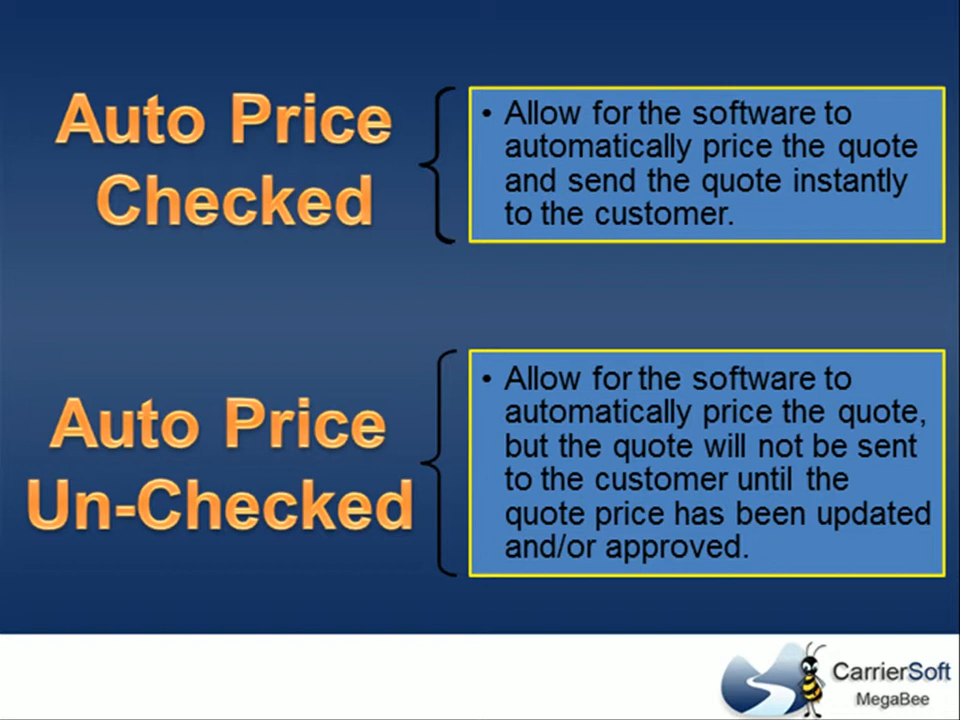 Auto Price
Checked
• Allow for the software to
automatically price the quote
and send the quote instantly
to the customer.
Auto Price
Un-Checked
• Allow for the software to
automatically price the quote,
but the quote will not be sent
to the customer until the
quote price has been updated
and/or approved.
CarrierSoft
MegaBee